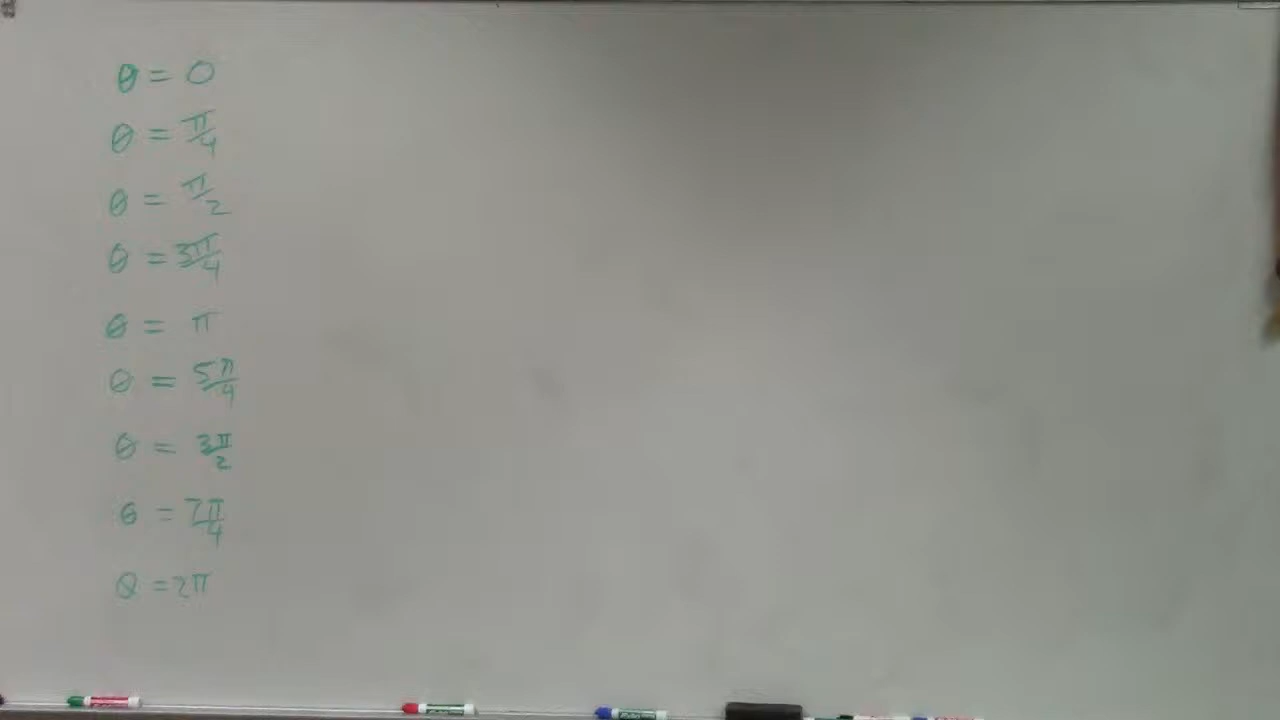 θ = 0
θ = π/4
θ = π/2
θ = 3π/4
θ = π
θ = 5π/4
θ = 3π/2
θ = 7π/4
θ = 2π